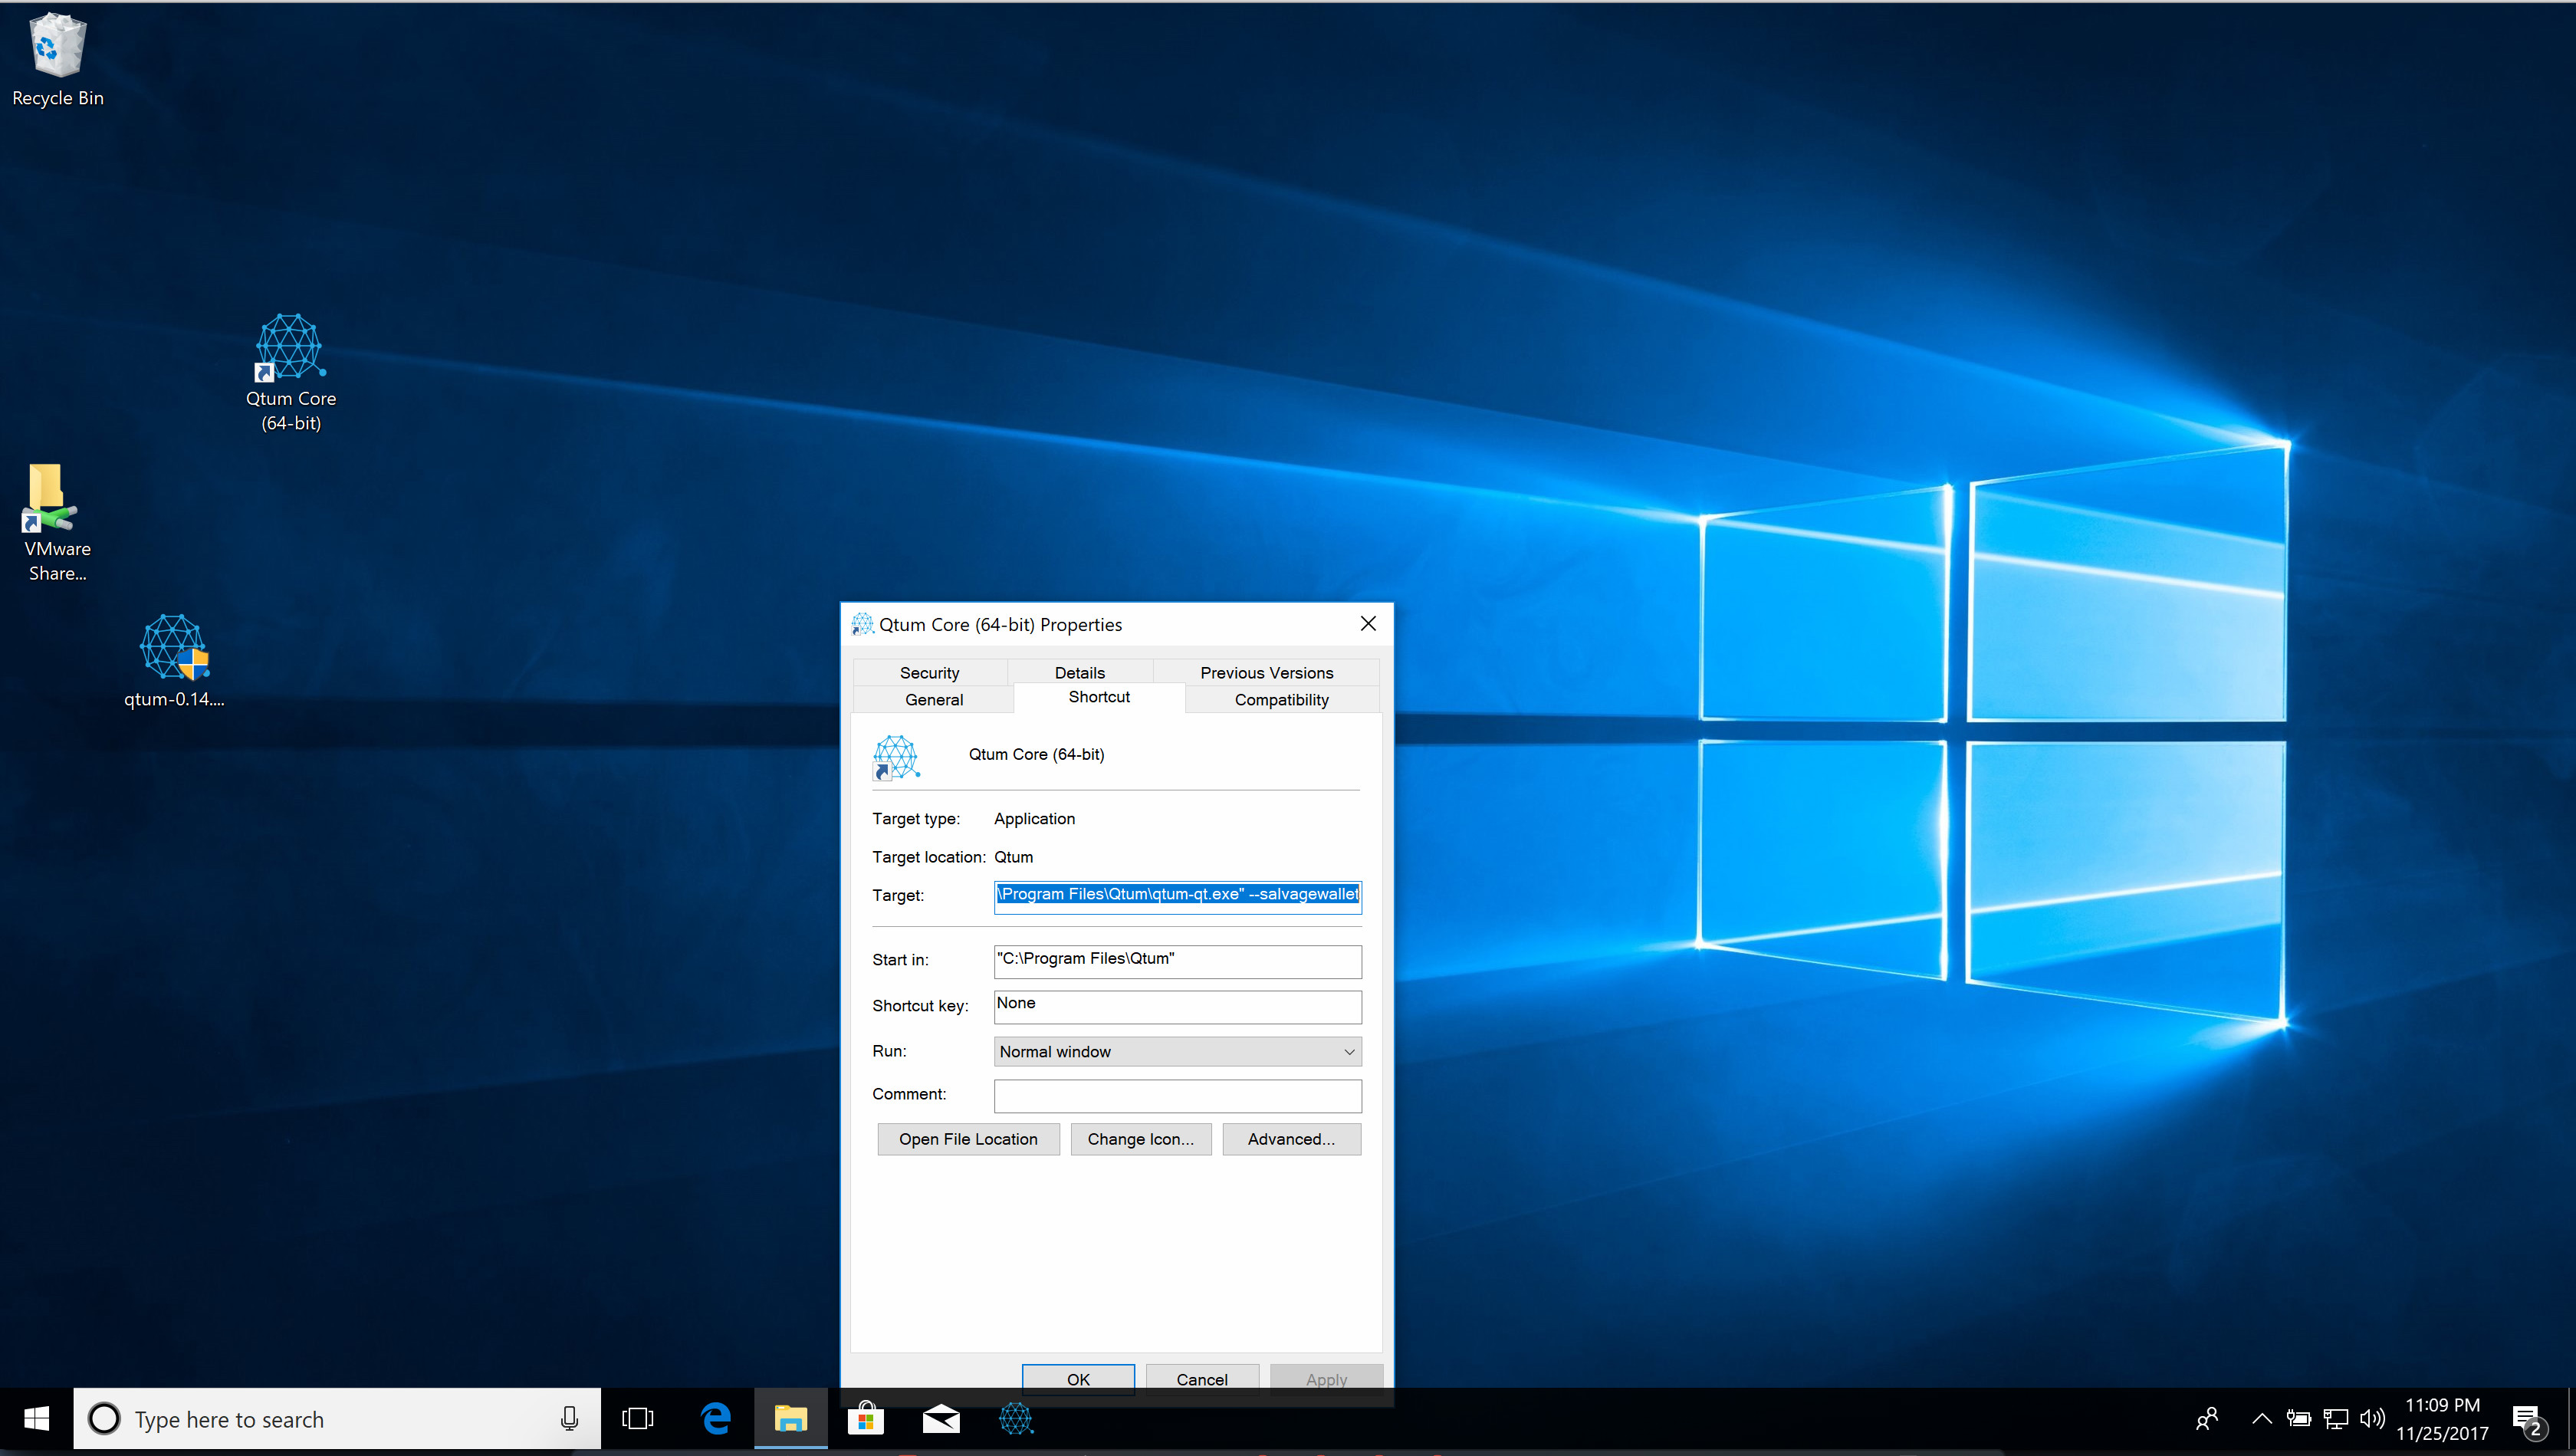 Recycle Bin
Qtum Core
(64-bit)
VMware
Share...
qtum-0.14....
Qtum Core (64-bit) Properties
Security
Details
Previous Versions
General
Shortcut
Compatibility
Qtum Core (64-bit)
Target type: Application
Target location: Qtum
Target: \Program Files\Qtum\qtum-qt.exe" --salvagewallet
Start in: "C:\Program Files\Qtum"
Shortcut key: None
Run: Normal window
Comment:
Open File Location
Change Icon...
Advanced...
OK
Cancel
Apply
Type here to search
11:09 PM
11/25/2017
2